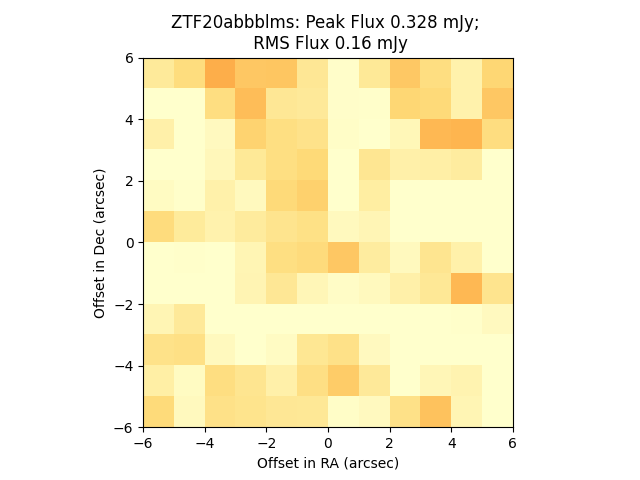 ZTF20abbblms: Peak Flux 0.328 mJy;
RMS Flux 0.16 mJy
6
4
2
0
−2
−4
−6
Offset in Dec (arcsec)
−6 −4 −2 0 2 4 6
Offset in RA (arcsec)